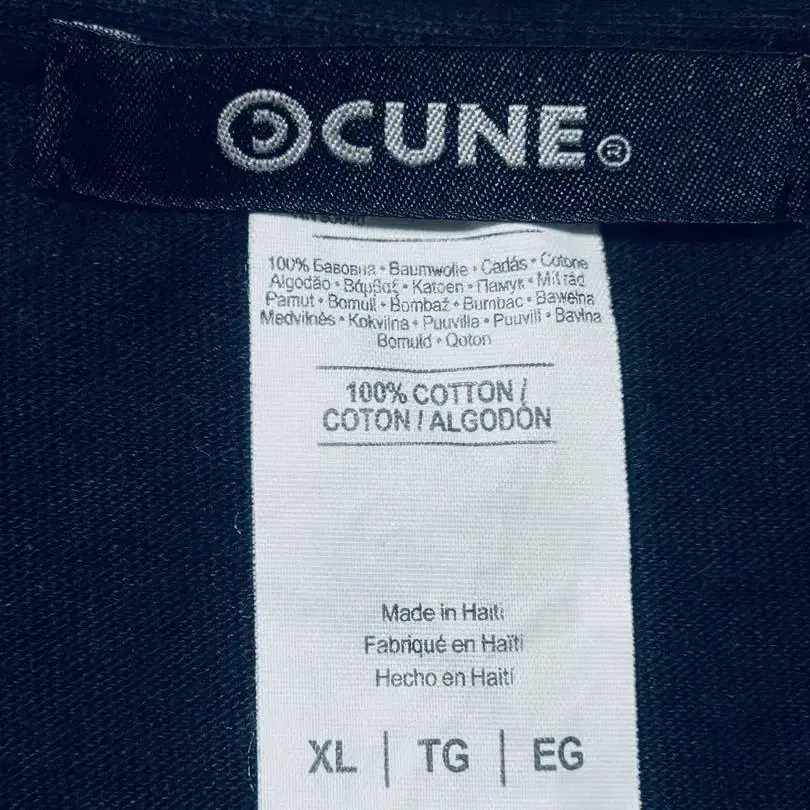 CUNE®
100% Бавовна • Baumwolle • Cadás • Cotone
Algodão • Βάμβαξ • Katoen • Памук • Mistrad
Pamut • Bomull • Bombaž • Bumbac • Bawełna
Medvilnės • Kokvilna • Puuvilla • Puuvill • Bavlna
Bomuld • Qoton
100% COTTON /
COTON / ALGODÓN
Made in Haiti
Fabriqué en Haïti
Hecho en Haití
XL | TG | EG